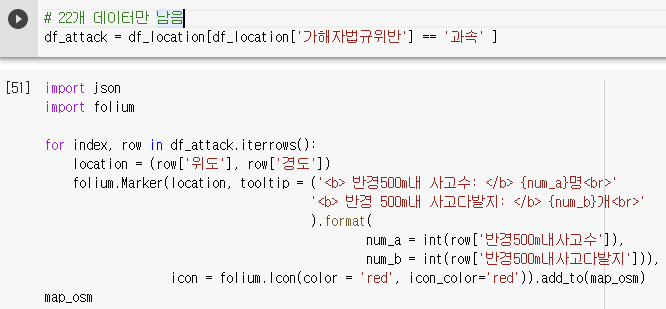 # 22개 데이터만 남음
df_attack = df_location[df_location['가해자법규위반'] == '과속' ]
[51] import json
import folium
for index, row in df_attack.iterrows():
location = (row['위도'], row['경도'])
folium.Marker(location, tooltip = ('<b> 반경500m내 사고수: </b> {num_a}명<br>'
'<b> 반경 500m내 사고다발지: </b> {num_b}개<br>'
).format(
num_a = int(row['반경500m내사고수']),
num_b = int(row['반경500m내사고다발지'])),
icon = folium.Icon(color = 'red', icon_color='red')).add_to(map_osm)
map_osm